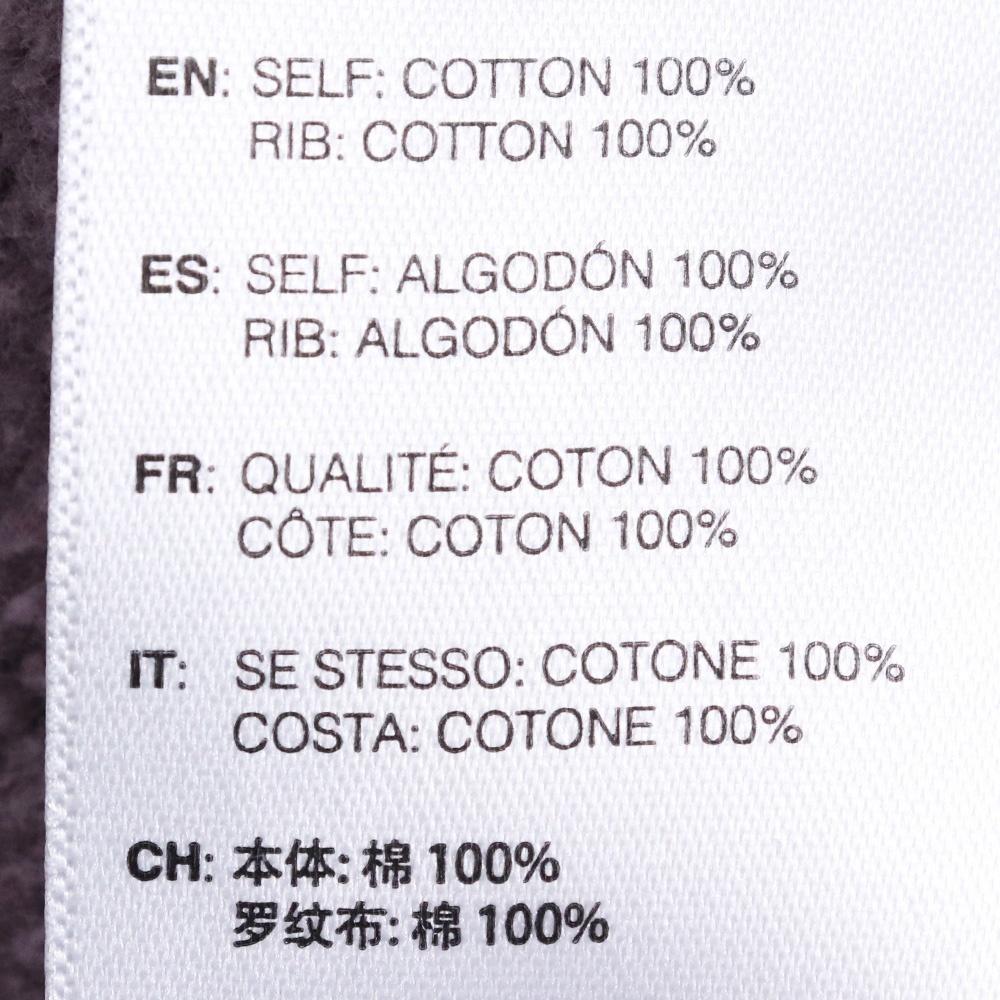 EN: SELF: COTTON 100%
RIB: COTTON 100%
ES: SELF: ALGODÓN 100%
RIB: ALGODÓN 100%
FR: QUALITÉ: COTON 100%
CÔTE: COTON 100%
IT: SE STESSO: COTONE 100%
COSTA: COTONE 100%
CH: 本体: 棉 100%
罗纹布: 棉 100%